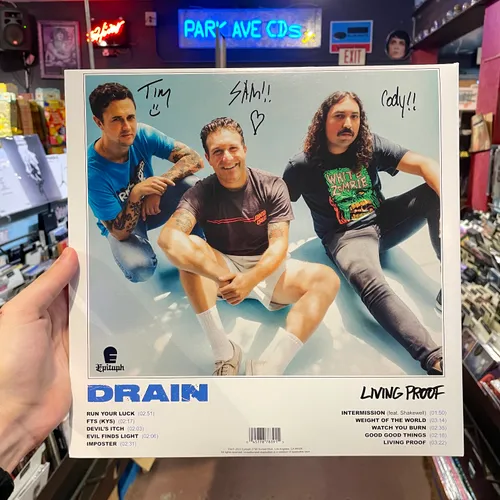 PARK AVE CDs
EXIT
Tim
SAM!!
Cody!!
WHITE
ZOMBIE
Epitaph
DRAIN
LIVING PROOF
RUN YOUR LUCK (02:51)
FTS (KYS) (02:17)
DEVIL'S ITCH (02:03)
EVIL FINDS LIGHT (02:06)
IMPOSTER (02:31)
INTERMISSION (feat. Shakewell) (01:50)
WEIGHT OF THE WORLD (03:14)
WATCH YOU BURN (02:35)
GOOD GOOD THINGS (02:18)
LIVING PROOF (03:22)